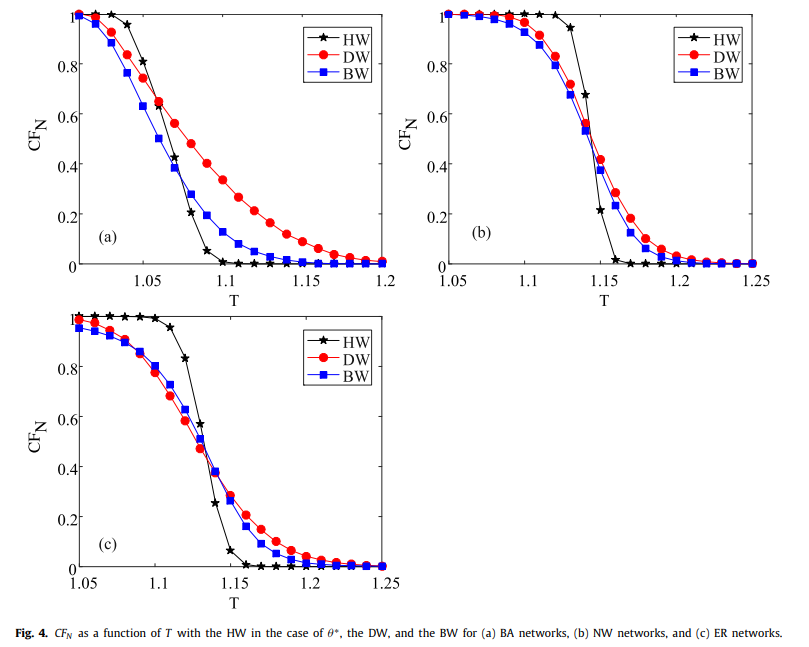 1
0.8
0.6
0.4
0.2
0
CF_N
HW
DW
BW
(a)
1.05 1.1 1.15 1.2
T
1
0.8
0.6
0.4
0.2
0
CF_N
HW
DW
BW
(b)
1.05 1.1 1.15 1.2 1.25
T
1
0.8
0.6
0.4
0.2
0
CF_N
HW
DW
BW
(c)
1.05 1.1 1.15 1.2 1.25
T
Fig. 4. CF_N as a function of T with the HW in the case of θ*, the DW, and the BW for (a) BA networks, (b) NW networks, and (c) ER networks.